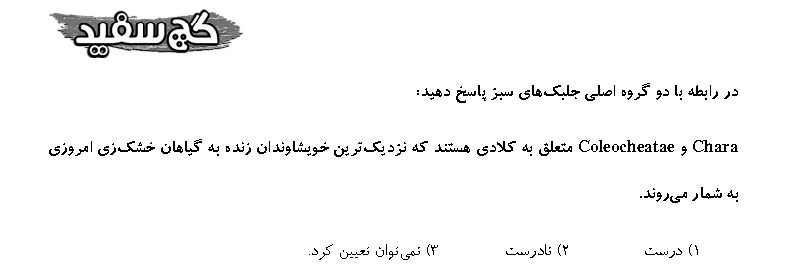 گچ سفید
در رابطه با دو گروه اصلی جلبک‌های سبز پاسخ دهید:
Chara و Coleocheatae متعلق به کلادی هستند که نزدیک‌ترین خویشاوندان زنده به گیاهان خشک‌زی امروزی
به شمار می‌روند.
۱) درست ۲) نادرست ۳) نمی‌توان تعیین کرد.